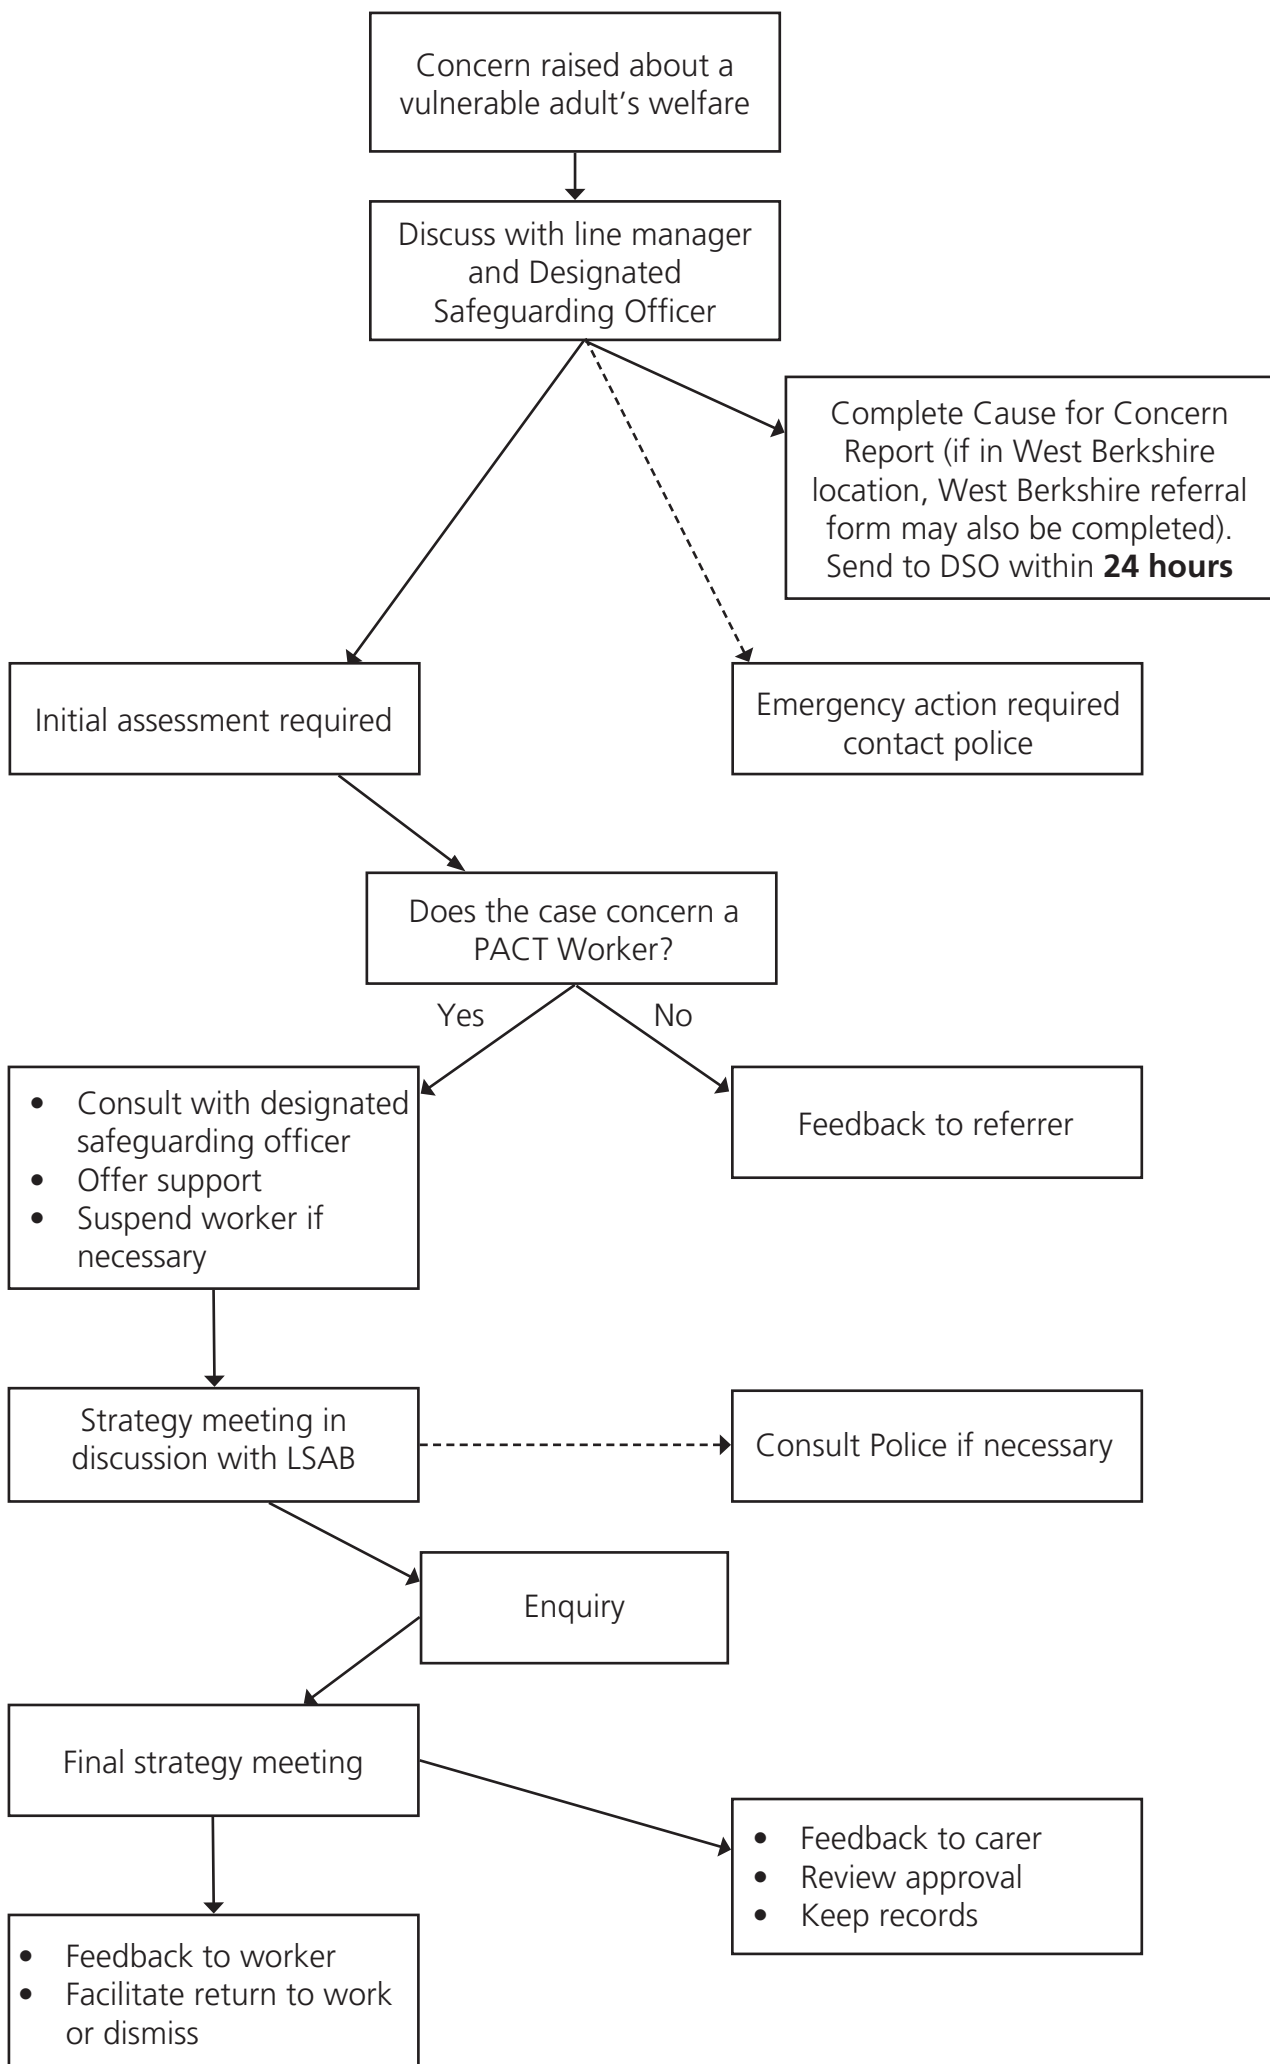 Concern raised about a
vulnerable adult’s welfare
Discuss with line manager
and Designated
Safeguarding Officer
Complete Cause for Concern
Report (if in West Berkshire
location, West Berkshire referral
form may also be completed).
Send to DSO within 24 hours
Initial assessment required
Emergency action required
contact police
Does the case concern a
PACT Worker?
Yes
No
• Consult with designated
safeguarding officer
• Offer support
• Suspend worker if
necessary
Feedback to referrer
Strategy meeting in
discussion with LSAB
Consult Police if necessary
Enquiry
Final strategy meeting
• Feedback to carer
• Review approval
• Keep records
• Feedback to worker
• Facilitate return to work
or dismiss